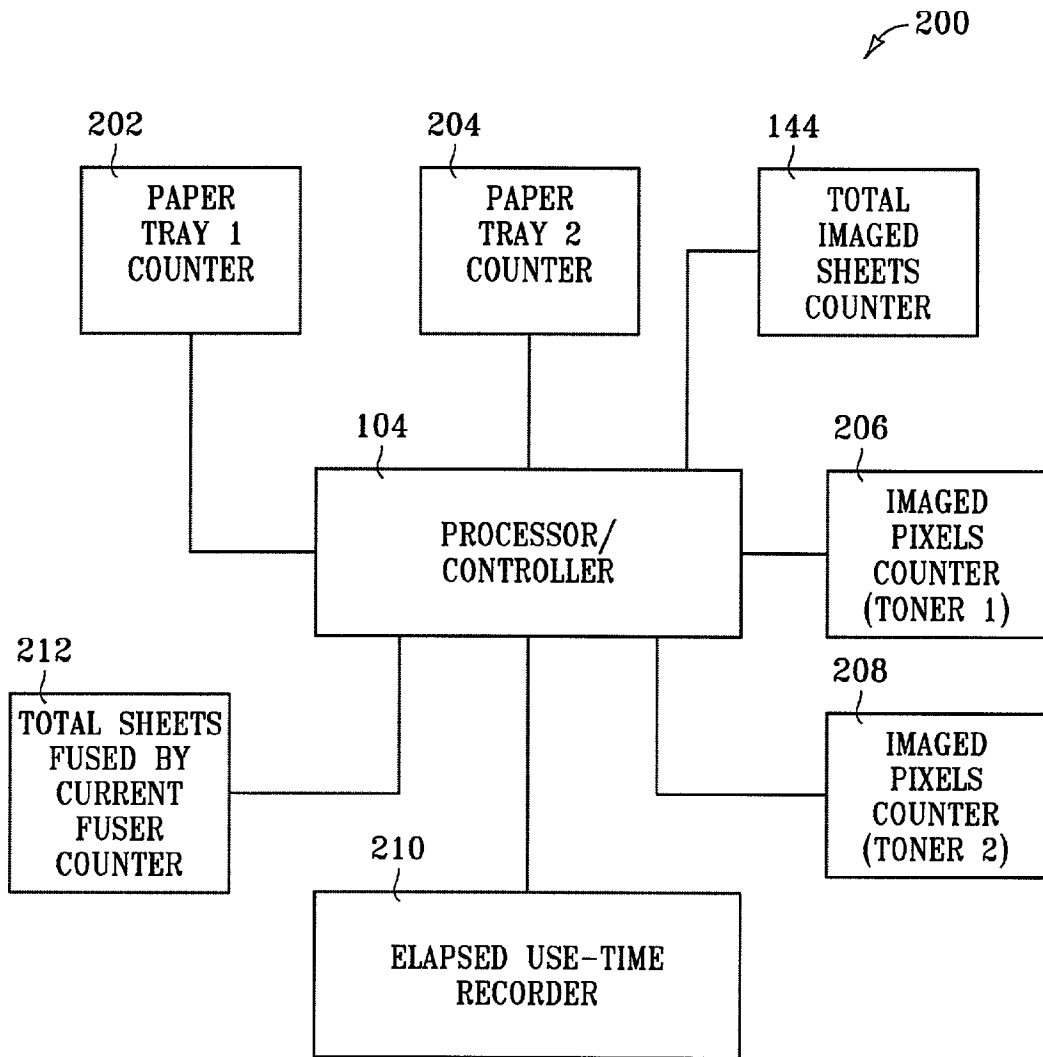 200
202
204
144
PAPER
TRAY 1
COUNTER
PAPER
TRAY 2
COUNTER
TOTAL
IMAGED
SHEETS
COUNTER
104
PROCESSOR/
CONTROLLER
206
IMAGED
PIXELS
COUNTER
(TONER 1)
212
TOTAL SHEETS
FUSED BY
CURRENT
FUSER
COUNTER
208
IMAGED
PIXELS
COUNTER
(TONER 2)
210
ELAPSED USE-TIME
RECORDER